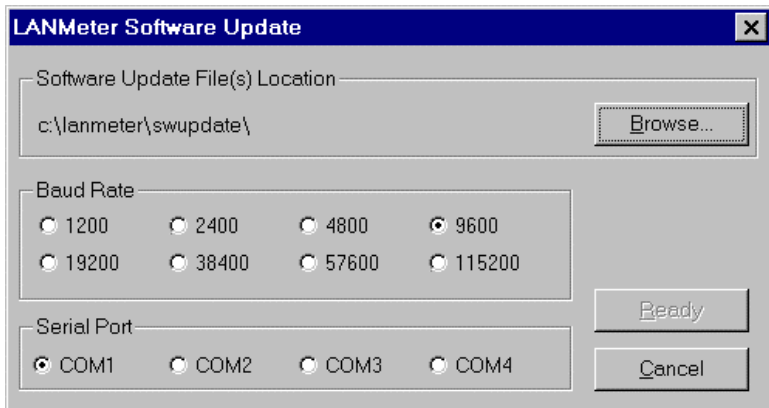 LANMeter Software Update
Software Update File(s) Location
c:\lanmeter\swupdate\
Browse...
Baud Rate
1200 2400 4800 9600
19200 38400 57600 115200
Ready
Serial Port
COM1 COM2 COM3 COM4
Cancel